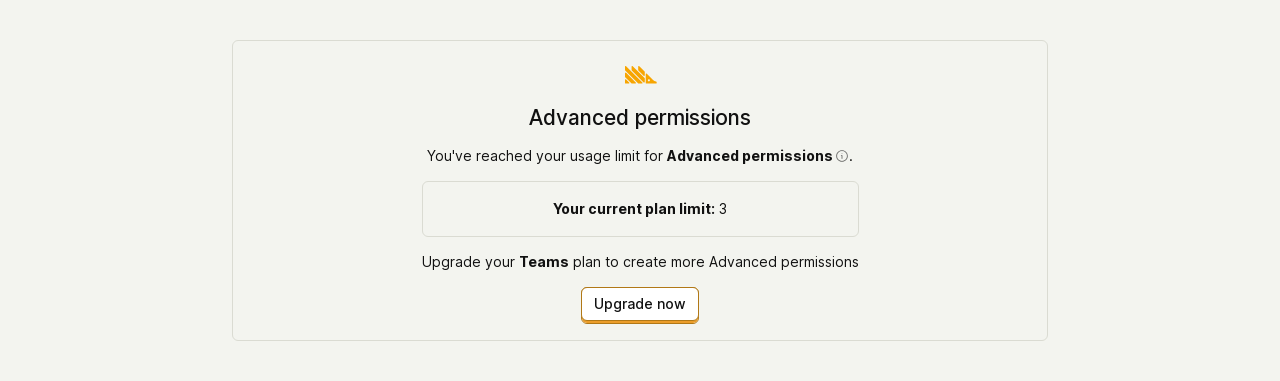 Advanced permissions
You've reached your usage limit for Advanced permissions.
Your current plan limit: 3
Upgrade your Teams plan to create more Advanced permissions
Upgrade now